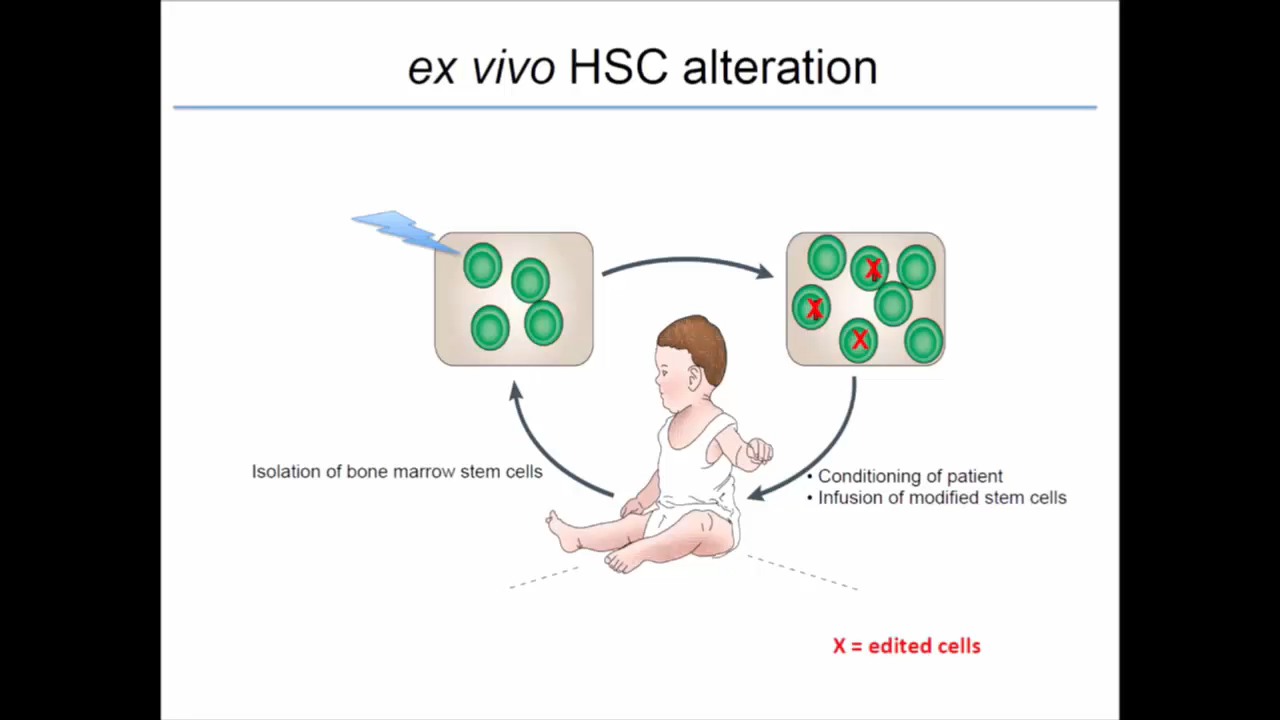 ex vivo HSC alteration
X
X
X
Isolation of bone marrow stem cells
• Conditioning of patient
• Infusion of modified stem cells
X = edited cells